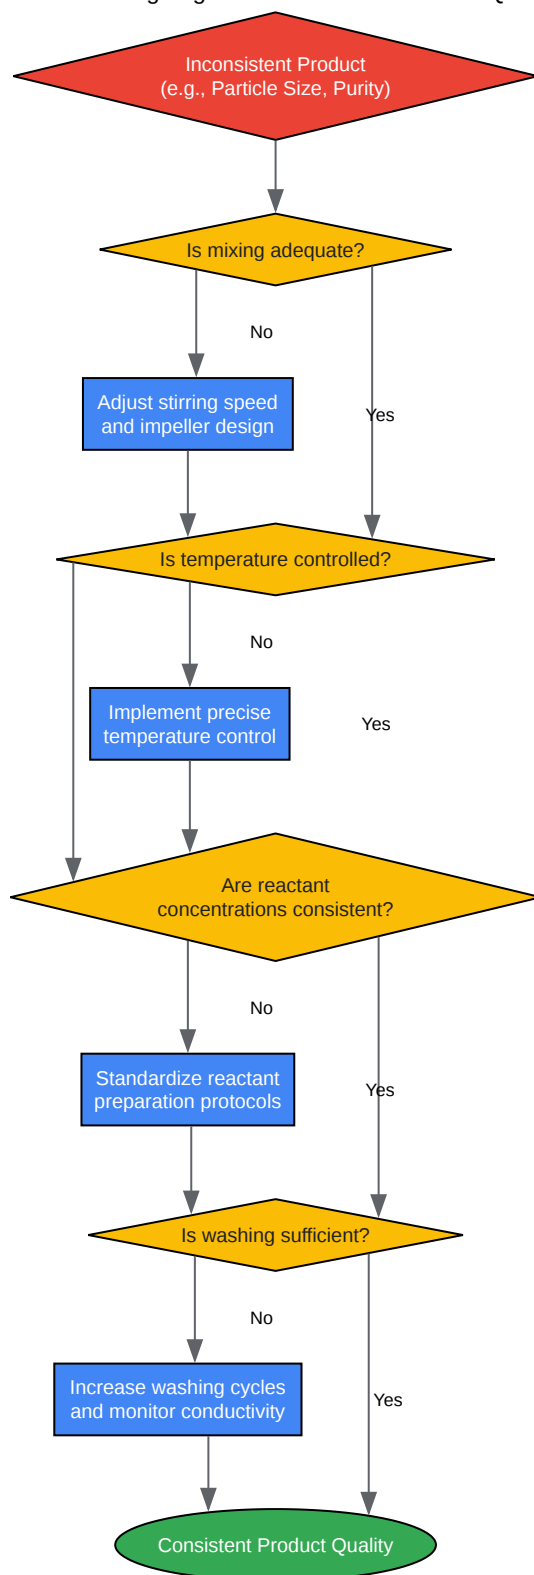 Inconsistent Product
(e.g., Particle Size, Purity)
Is mixing adequate?
No
Adjust stirring speed
and impeller design
Yes
Is temperature controlled?
No
Implement precise
temperature control
Yes
Are reactant
concentrations consistent?
No
Standardize reactant
preparation protocols
Yes
Is washing sufficient?
No
Increase washing cycles
and monitor conductivity
Yes
Consistent Product Quality